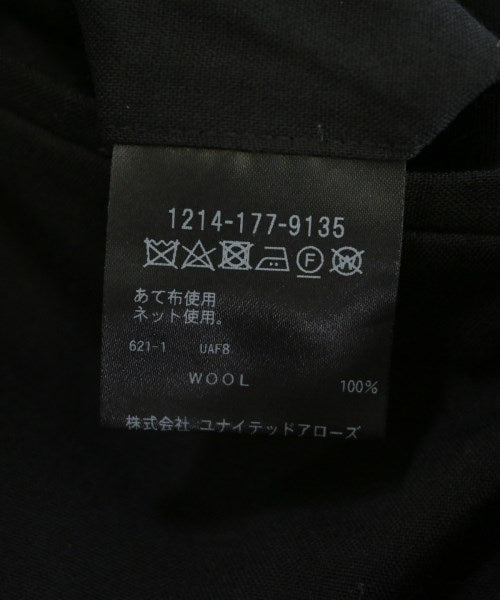 1214-177-9135
あて布使用
ネット使用。
621-1 UAF8
WOOL 100%
株式会社 ユナイテッドアローズ